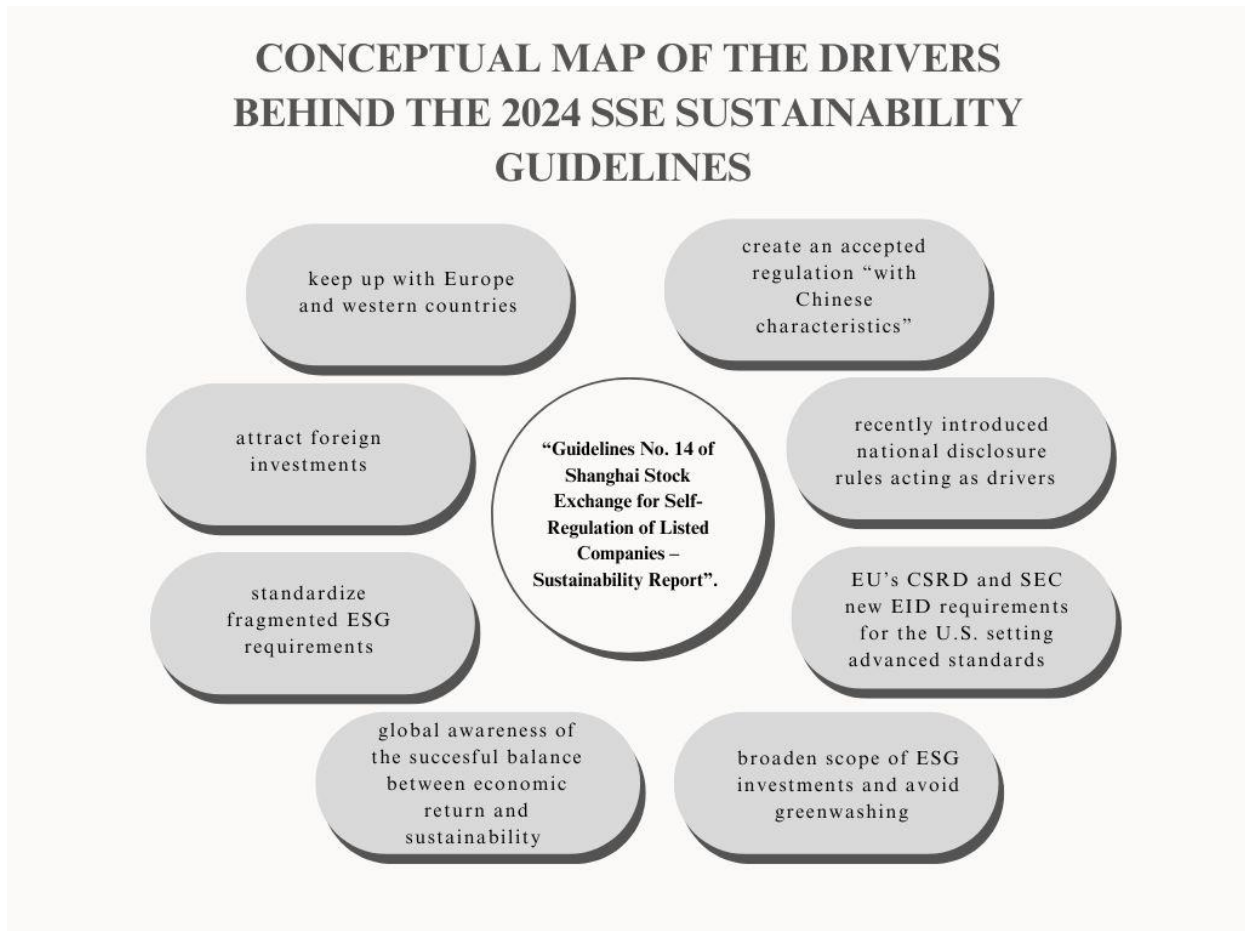 CONCEPTUAL MAP OF THE DRIVERS
BEHIND THE 2024 SSE SUSTAINABILITY
GUIDELINES
keep up with Europe
and western countries
create an accepted
regulation “with
Chinese
characteristics”
attract foreign
investments
“Guidelines No. 14 of
Shanghai Stock
Exchange for Self-
Regulation of Listed
Companies –
Sustainability Report”.
recently introduced
national disclosure
rules acting as drivers
standardize
fragmented ESG
requirements
EU’s CSRD and SEC
new EID requirements
for the U.S. setting
advanced standards
global awareness of
the succesful balance
between economic
return and
sustainability
broaden scope of ESG
investments and avoid
greenwashing